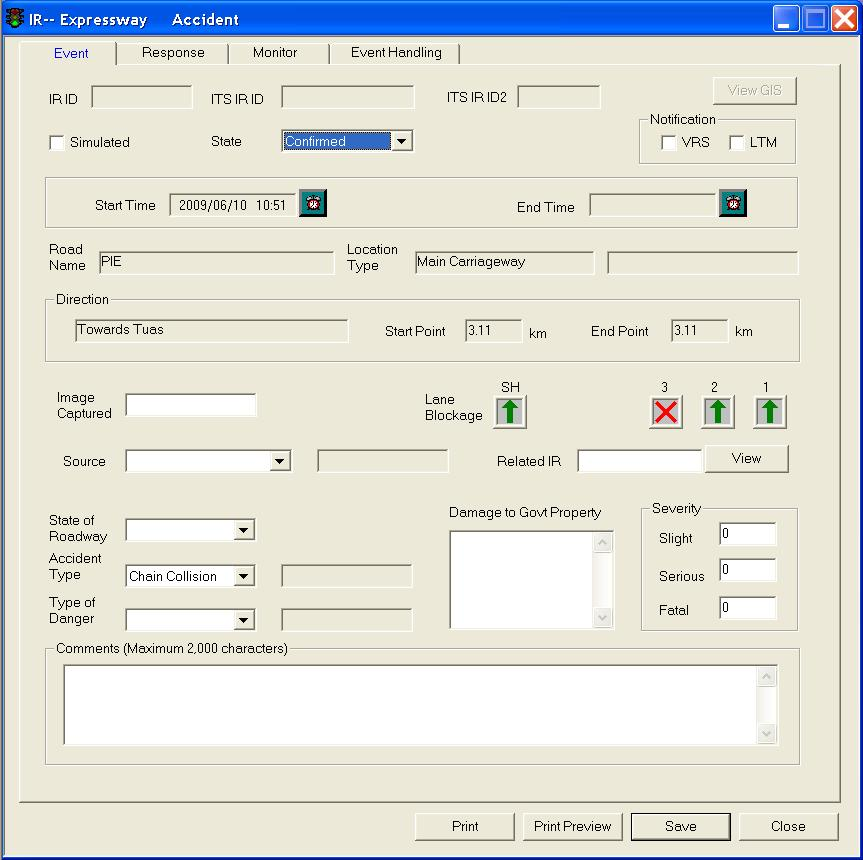 IR-- Expressway Accident
Event Response Monitor Event Handling
IR ID ITS IR ID ITS IR ID2 View GIS
Notification
Simulated State Confirmed VRS LTM
Start Time 2009/06/10 10:51 End Time
Road Name PIE Location Type Main Carriageway
Direction
Towards Tuas Start Point 3.11 km End Point 3.11 km
SH 3 2 1
Image Captured Lane Blockage
Source Related IR View
Damage to Govt Property Severity
State of Roadway Slight 0
Accident Type Chain Collision Serious 0
Type of Danger Fatal 0
Comments (Maximum 2,000 characters)
Print Print Preview Save Close